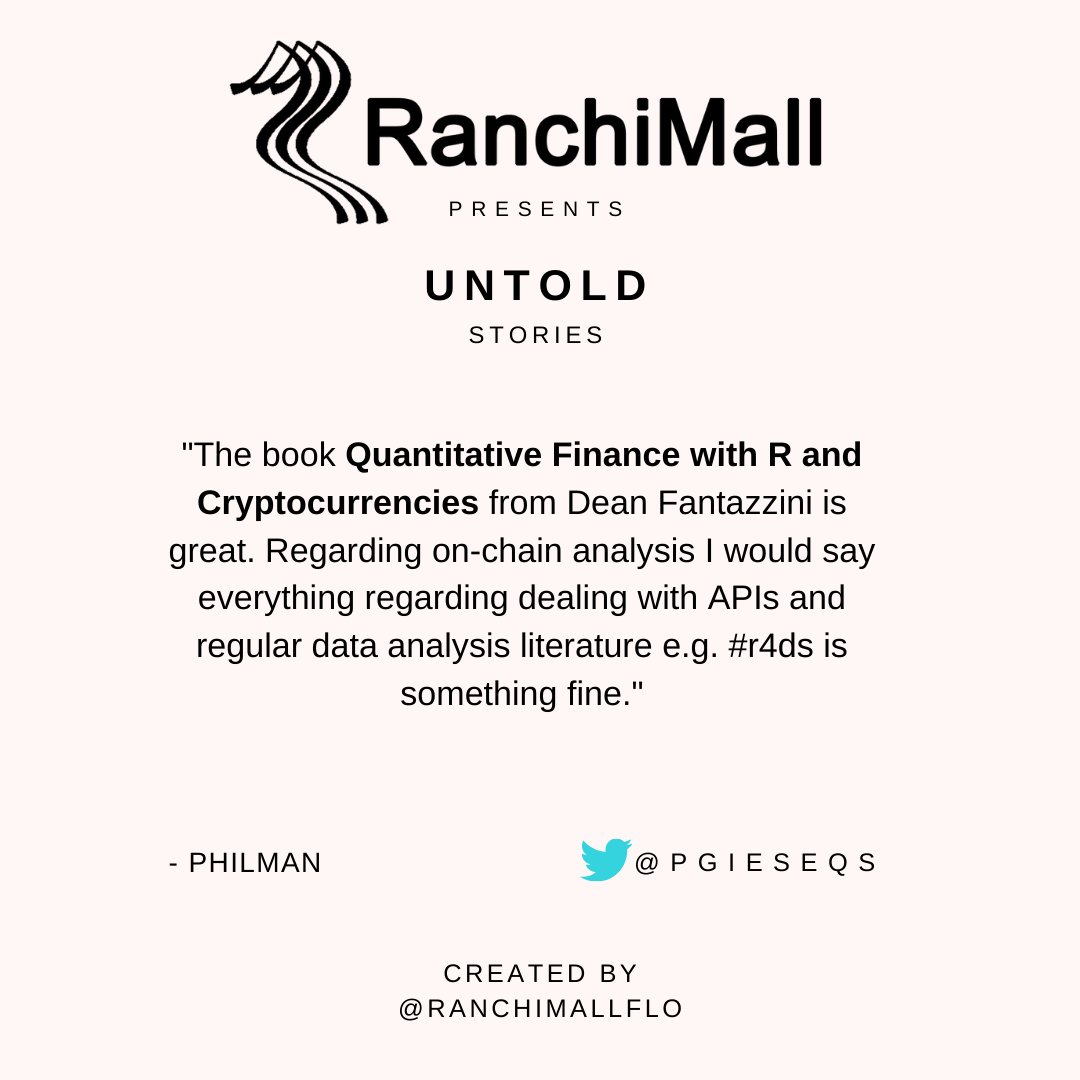 RanchiMall
PRESENTS
UNTOLD
STORIES
"The book Quantitative Finance with R and
Cryptocurrencies from Dean Fantazzini is
great. Regarding on-chain analysis I would say
everything regarding dealing with APIs and
regular data analysis literature e.g. #r4ds is
something fine."
- PHILMAN
@PGIESEQS
CREATED BY
@RANCHIMALLFLO